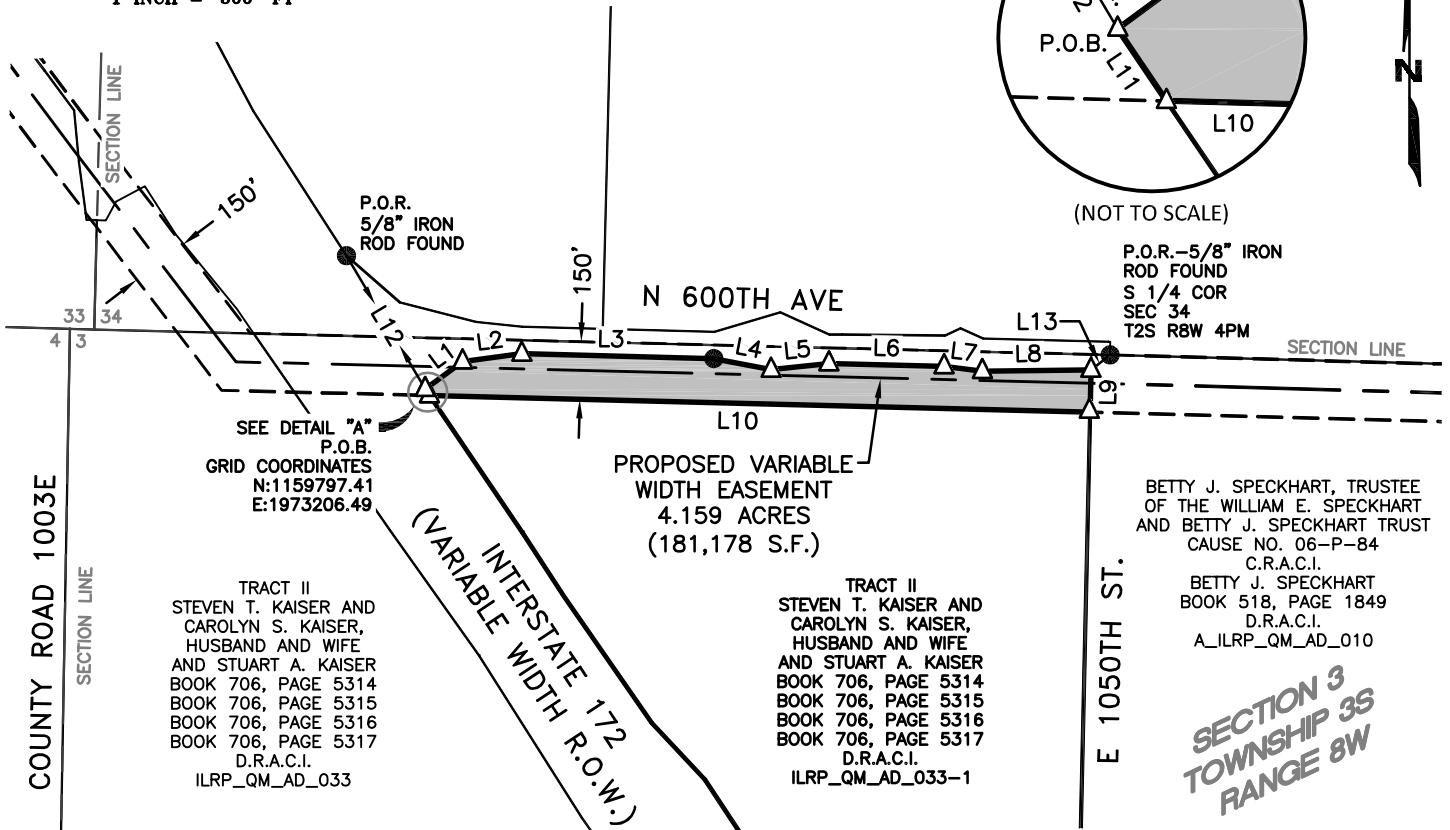 P.O.B.
L11
L10
N
(NOT TO SCALE)
SECTION LINE
150'
P.O.R.
5/8" IRON
ROD FOUND
150'
N 600TH AVE
P.O.R.-5/8" IRON
ROD FOUND
S 1/4 COR
SEC 34
T2S R8W 4PM
33 34
4 3
L12
L1
L2
L3
L4
L5
L6
L7
L8
L13
L9
L10
SECTION LINE
SEE DETAIL "A"
P.O.B.
GRID COORDINATES
N:1159797.41
E:1973206.49
PROPOSED VARIABLE
WIDTH EASEMENT
4.159 ACRES
(181,178 S.F.)
BETTY J. SPECKHART, TRUSTEE
OF THE WILLIAM E. SPECKHART
AND BETTY J. SPECKHART TRUST
CAUSE NO. 06-P-84
C.R.A.C.I.
BETTY J. SPECKHART
BOOK 518, PAGE 1849
D.R.A.C.I.
A_ILRP_QM_AD_010
COUNTY ROAD 1003E
SECTION LINE
TRACT II
STEVEN T. KAISER AND
CAROLYN S. KAISER,
HUSBAND AND WIFE
AND STUART A. KAISER
BOOK 706, PAGE 5314
BOOK 706, PAGE 5315
BOOK 706, PAGE 5316
BOOK 706, PAGE 5317
D.R.A.C.I.
ILRP_QM_AD_033
INTERSTATE 172
(VARIABLE WIDTH R.O.W.)
TRACT II
STEVEN T. KAISER AND
CAROLYN S. KAISER,
HUSBAND AND WIFE
AND STUART A. KAISER
BOOK 706, PAGE 5314
BOOK 706, PAGE 5315
BOOK 706, PAGE 5316
BOOK 706, PAGE 5317
D.R.A.C.I.
ILRP_QM_AD_033-1
E 1050TH ST.
SECTION 3
TOWNSHIP 3S
RANGE 8W